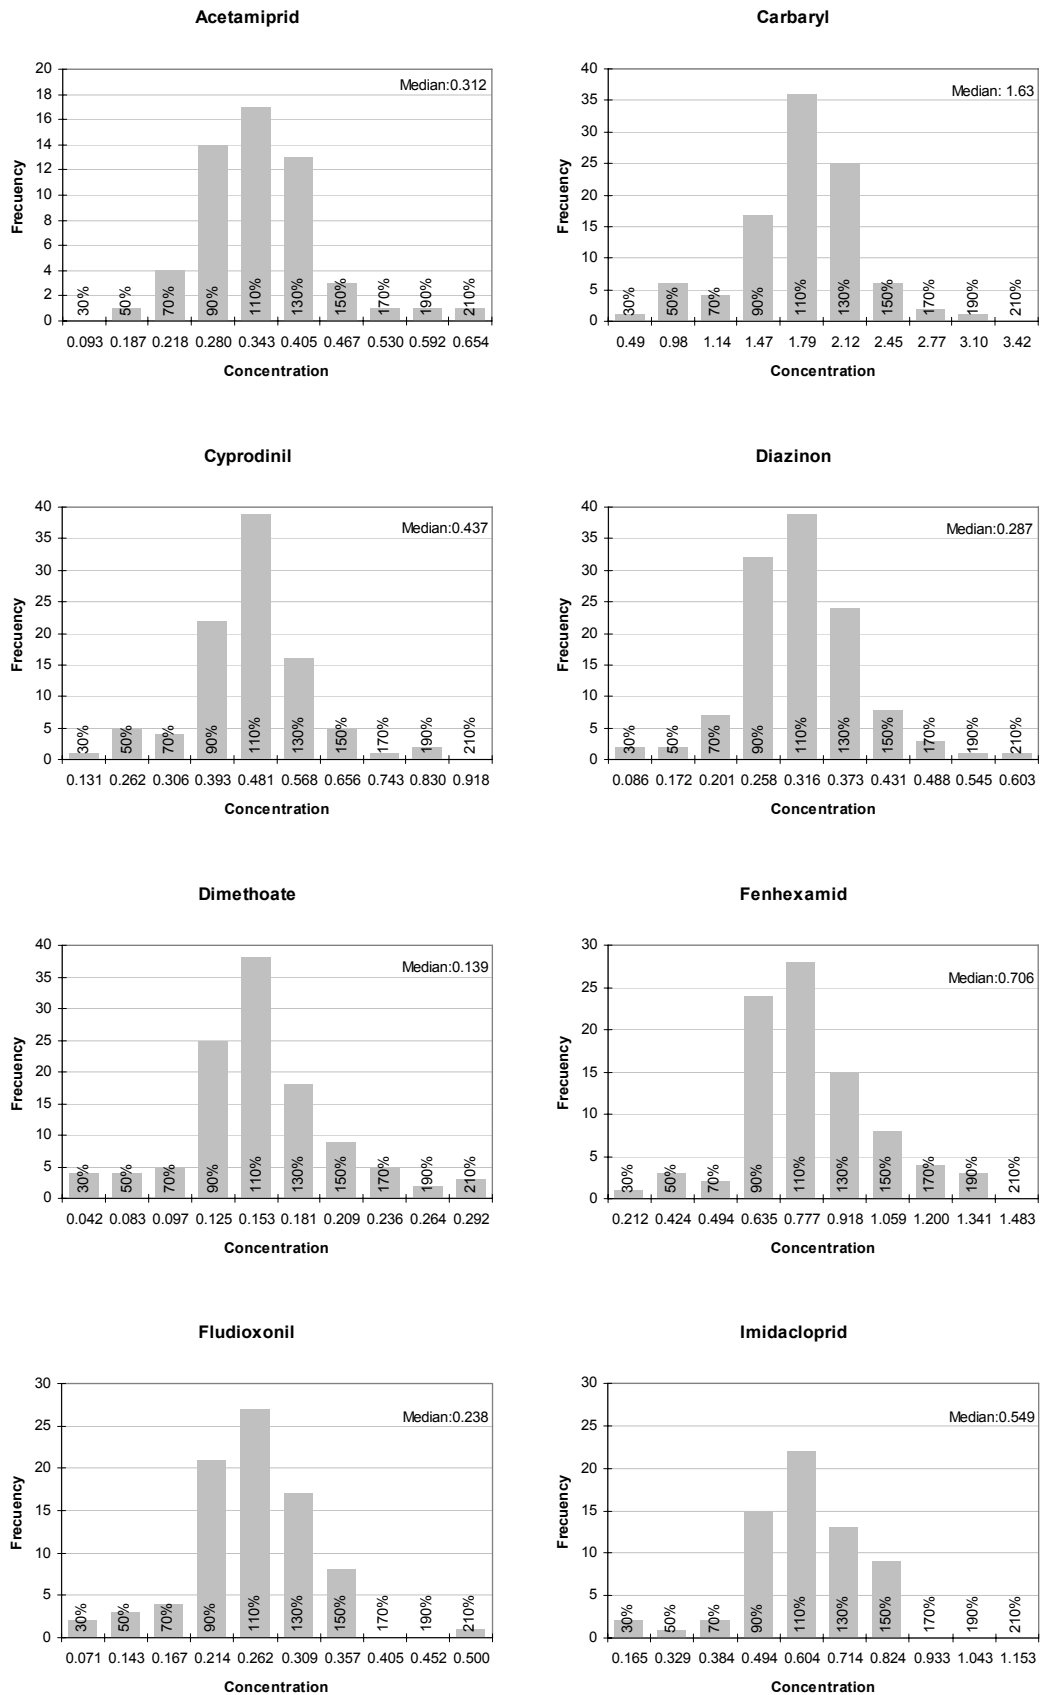 Acetamiprid
Median:0.312
20
18
16
14
12
10
8
6
4
2
0
Frecuency
30% 50% 70% 90% 110% 130% 150% 170% 190% 210%
0.093 0.187 0.218 0.280 0.343 0.405 0.467 0.530 0.592 0.654
Concentration
Carbaryl
Median: 1.63
40
35
30
25
20
15
10
5
0
Frecuency
30% 50% 70% 90% 110% 130% 150% 170% 190% 210%
0.49 0.98 1.14 1.47 1.79 2.12 2.45 2.77 3.10 3.42
Concentration
Cyprodinil
Median:0.437
40
35
30
25
20
15
10
5
0
Frecuency
30% 50% 70% 90% 110% 130% 150% 170% 190% 210%
0.131 0.262 0.306 0.393 0.481 0.568 0.656 0.743 0.830 0.918
Concentration
Diazinon
Median:0.287
40
35
30
25
20
15
10
5
0
Frecuency
30% 50% 70% 90% 110% 130% 150% 170% 190% 210%
0.086 0.172 0.201 0.258 0.316 0.373 0.431 0.488 0.545 0.603
Concentration
Dimethoate
Median:0.139
40
35
30
25
20
15
10
5
0
Frecuency
30% 50% 70% 90% 110% 130% 150% 170% 190% 210%
0.042 0.083 0.097 0.125 0.153 0.181 0.209 0.236 0.264 0.292
Concentration
Fenhexamid
Median:0.706
30
25
20
15
10
5
0
Frecuency
30% 50% 70% 90% 110% 130% 150% 170% 190% 210%
0.212 0.424 0.494 0.635 0.777 0.918 1.059 1.200 1.341 1.483
Concentration
Fludioxonil
Median:0.238
30
25
20
15
10
5
0
Frecuency
30% 50% 70% 90% 110% 130% 150% 170% 190% 210%
0.071 0.143 0.167 0.214 0.262 0.309 0.357 0.405 0.452 0.500
Concentration
Imidacloprid
Median:0.549
30
25
20
15
10
5
0
Frecuency
30% 50% 70% 90% 110% 130% 150% 170% 190% 210%
0.165 0.329 0.384 0.494 0.604 0.714 0.824 0.933 1.043 1.153
Concentration